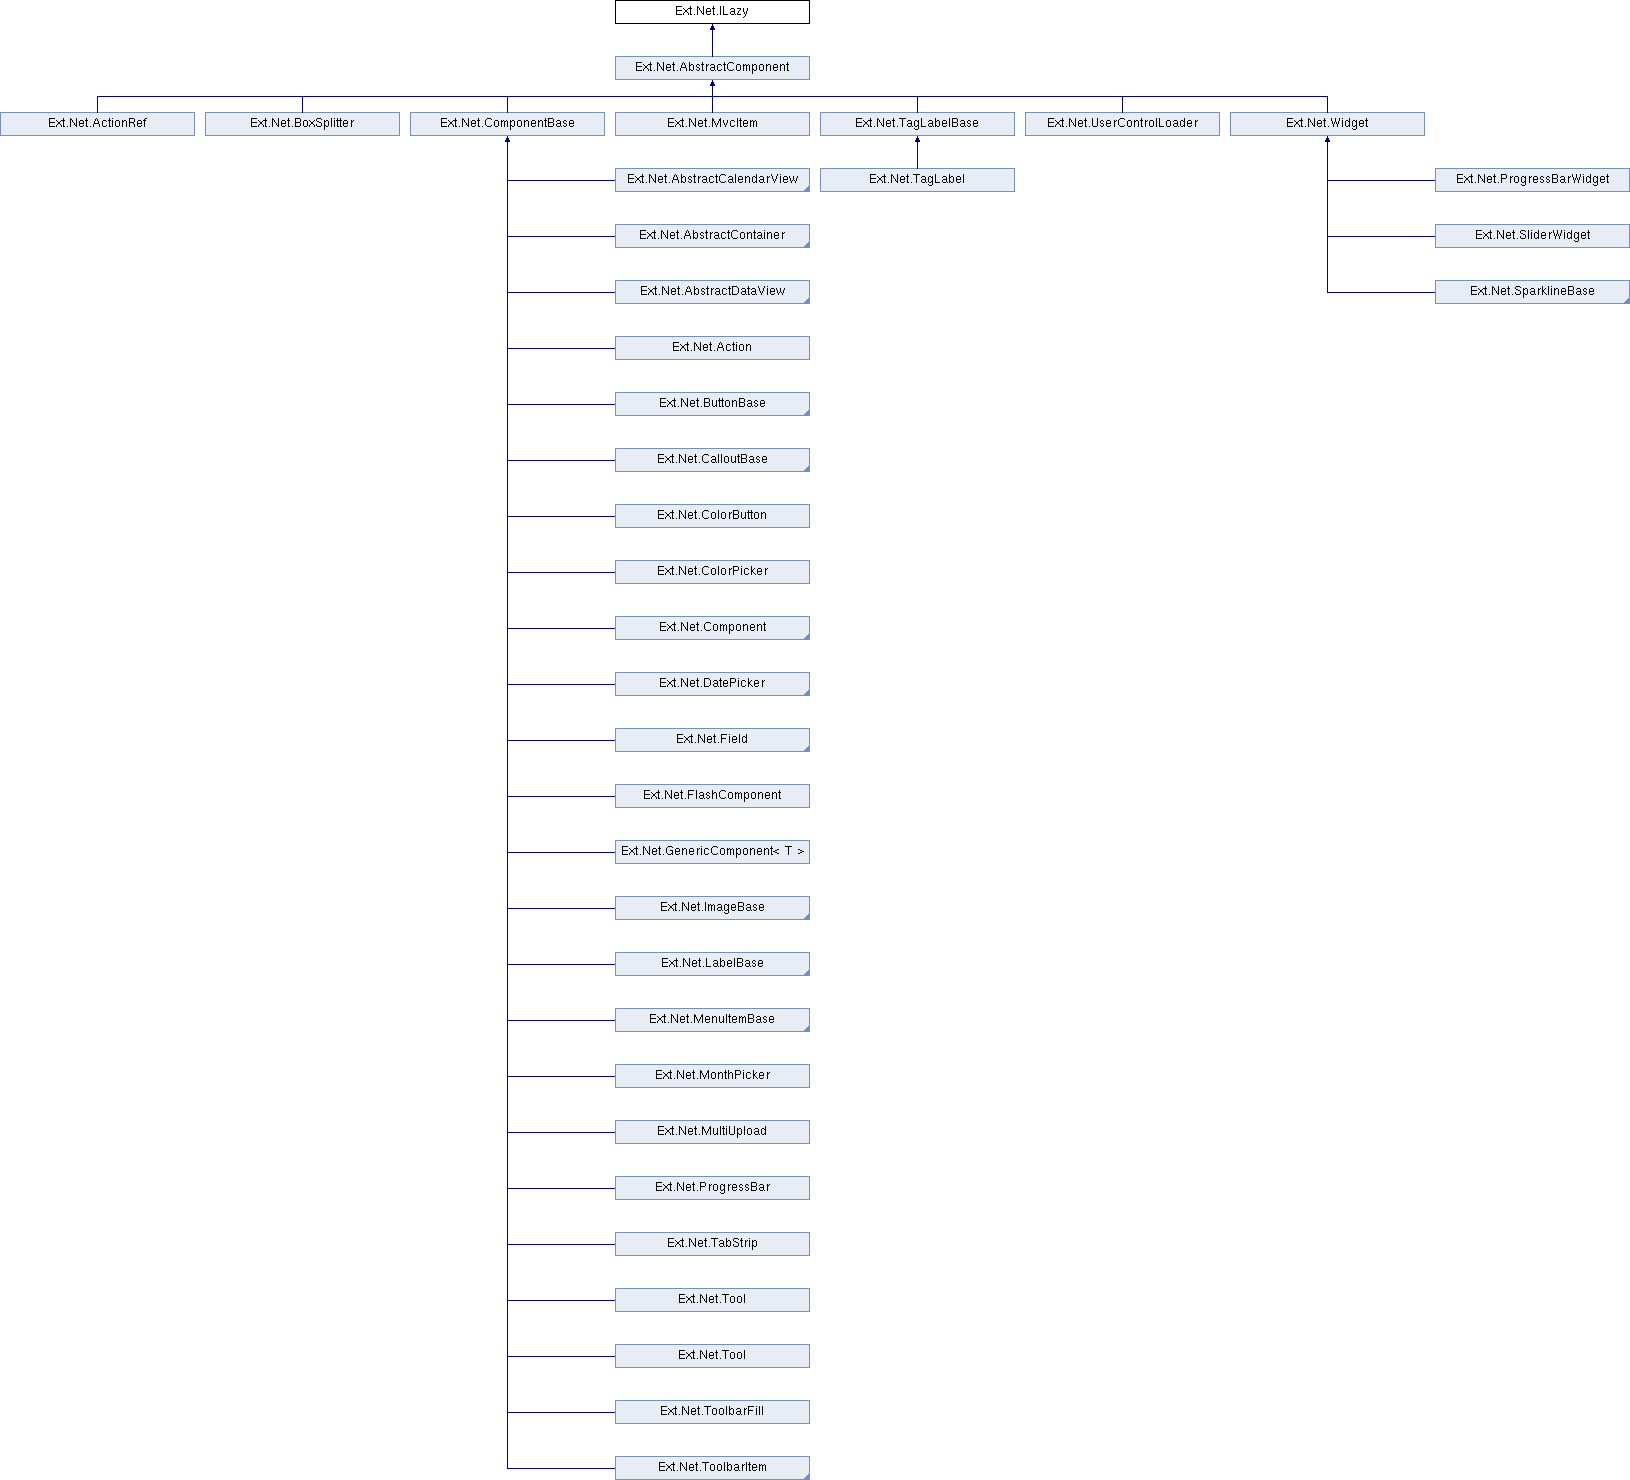 Ext.Net.ILazy
Ext.Net.AbstractComponent
Ext.Net.ActionRef
Ext.Net.BoxSplitter
Ext.Net.ComponentBase
Ext.Net.MvcItem
Ext.Net.TagLabelBase
Ext.Net.UserControlLoader
Ext.Net.Widget
Ext.Net.AbstractCalendarView
Ext.Net.TagLabel
Ext.Net.ProgressBarWidget
Ext.Net.AbstractContainer
Ext.Net.SliderWidget
Ext.Net.AbstractDataView
Ext.Net.SparklineBase
Ext.Net.Action
Ext.Net.ButtonBase
Ext.Net.CalloutBase
Ext.Net.ColorButton
Ext.Net.ColorPicker
Ext.Net.Component
Ext.Net.DatePicker
Ext.Net.Field
Ext.Net.FlashComponent
Ext.Net.GenericComponent< T >
Ext.Net.ImageBase
Ext.Net.LabelBase
Ext.Net.MenuItemBase
Ext.Net.MonthPicker
Ext.Net.MultiUpload
Ext.Net.ProgressBar
Ext.Net.TabStrip
Ext.Net.Tool
Ext.Net.Tool
Ext.Net.ToolbarFill
Ext.Net.ToolbarItem